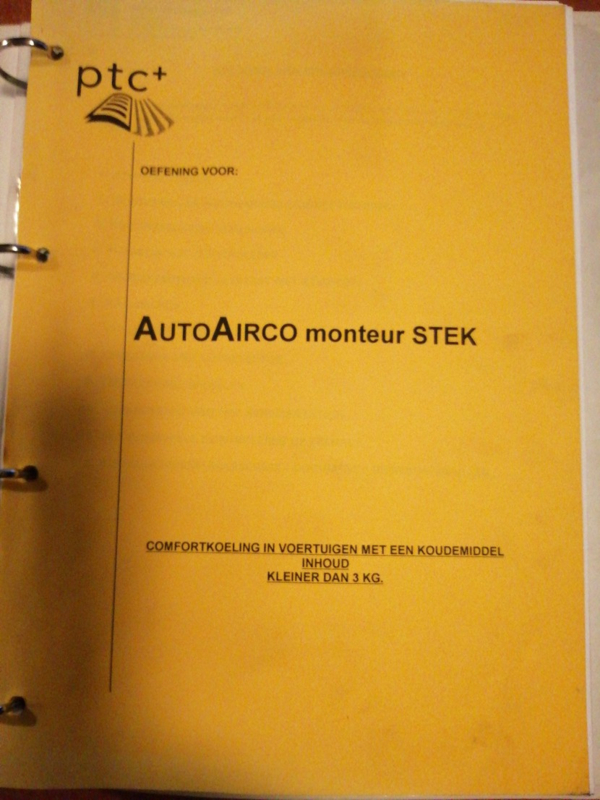 ptc+
OEFENING VOOR:
AUTOAIRCO monteur STEK
COMFORTKOELING IN VOERTUIGEN MET EEN KOUDEMIDDEL
INHOUD
KLEINER DAN 3 KG.